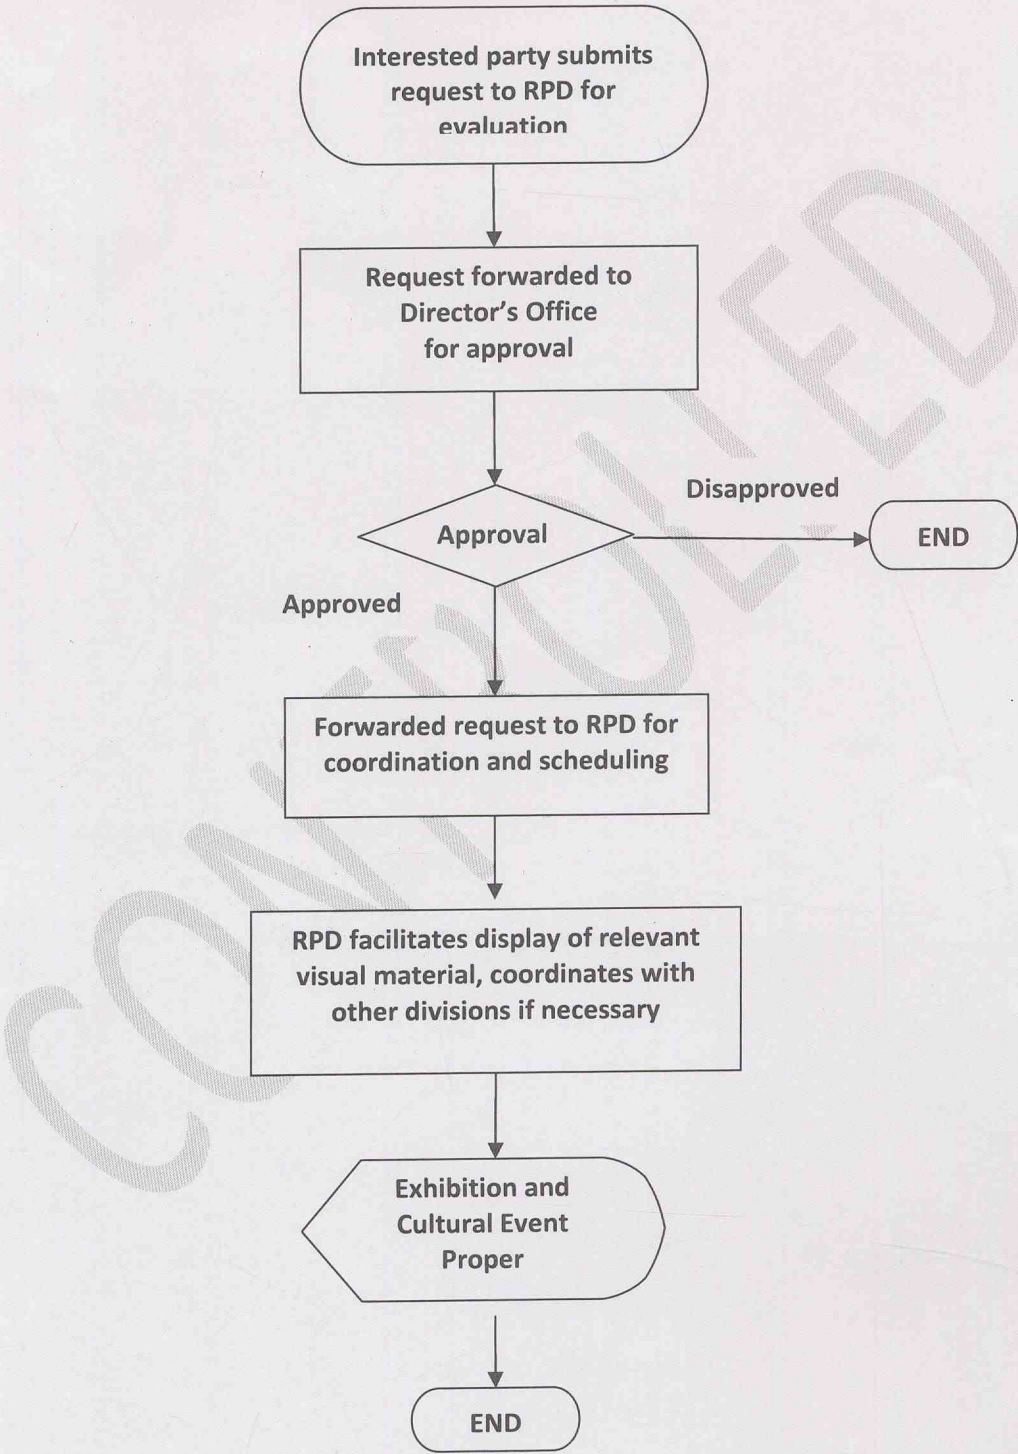 Interested party submits
request to RPD for
evaluation
Request forwarded to
Director's Office
for approval
Disapproved
Approval
END
Approved
Forwarded request to RPD for
coordination and scheduling
RPD facilitates display of relevant
visual material, coordinates with
other divisions if necessary
Exhibition and
Cultural Event
Proper
END
CONTROLLED